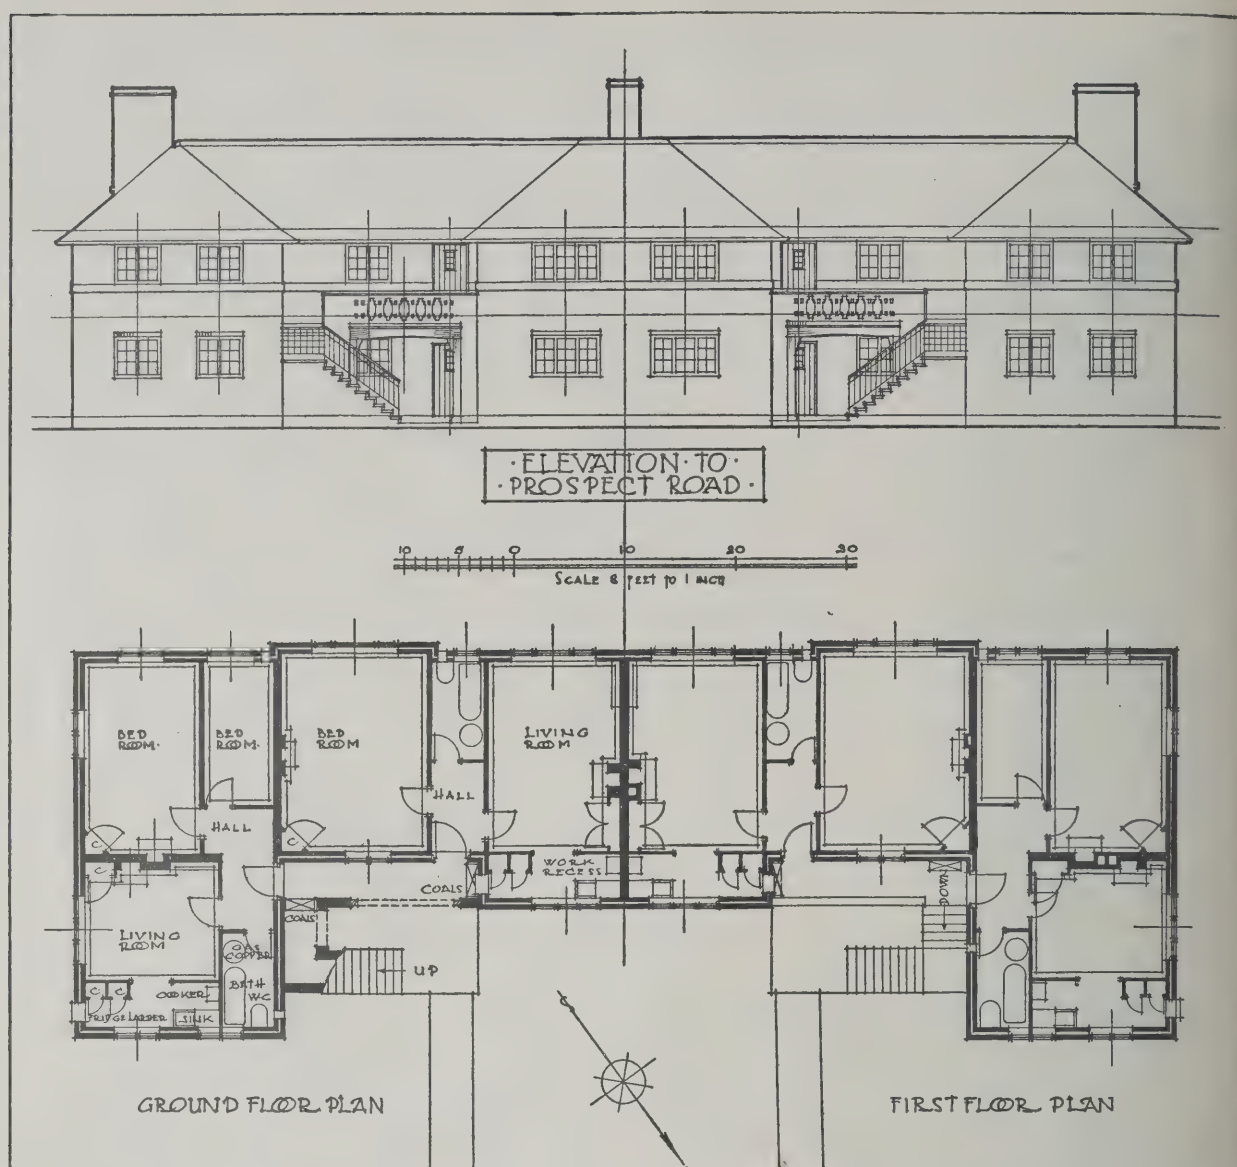 ·ELEVATION·TO·
·PROSPECT ROAD·
10 5 0 10 20 30
SCALE 8 FEET TO 1 INCH
BED
ROOM·
BED
ROOM·
BED
ROOM
LIVING
ROOM
HALL
HALL
C
C
C
WORK
RECESS
COALS
COALS
DOWN
LIVING
ROOM
GAS
COPPER
BATH
WC
UP
C C
COOKER
FRIDGE LARDER
SINK
GROUND FLOOR PLAN
FIRST FLOOR PLAN